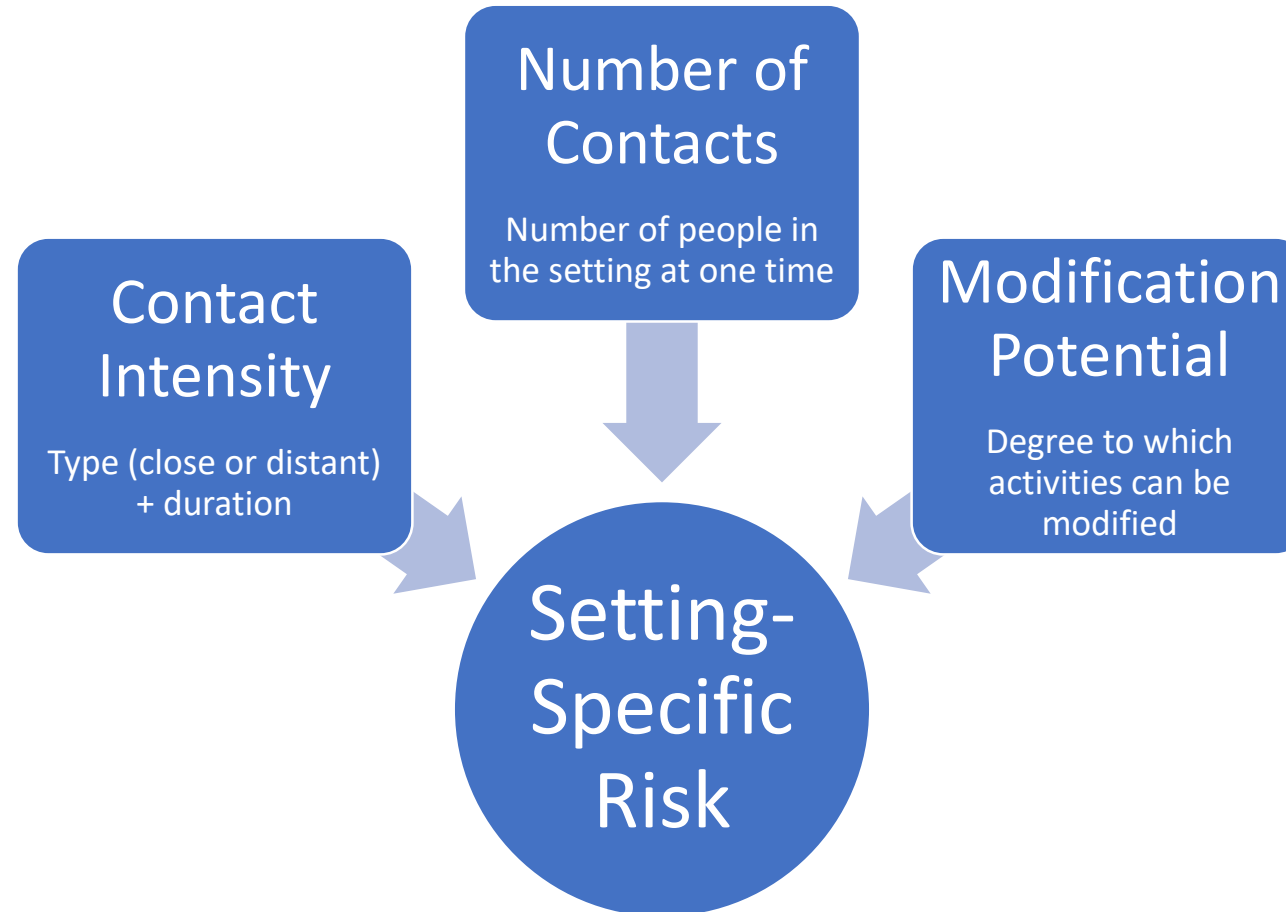 Number of
Contacts
Number of people in
the setting at one time
Contact
Intensity
Type (close or distant)
+ duration
Modification
Potential
Degree to which
activities can be
modified
Setting-
Specific
Risk